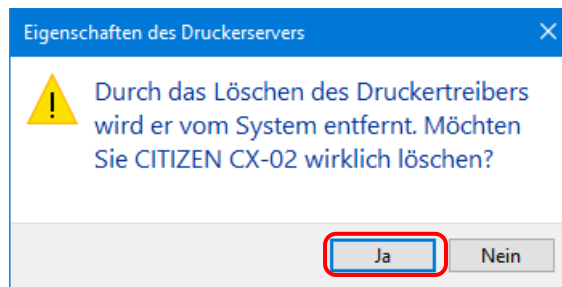 Eigenschaften des Druckerservers
Durch das Löschen des Druckertreibers
wird er vom System entfernt. Möchten
Sie CITIZEN CX-02 wirklich löschen?
Ja
Nein